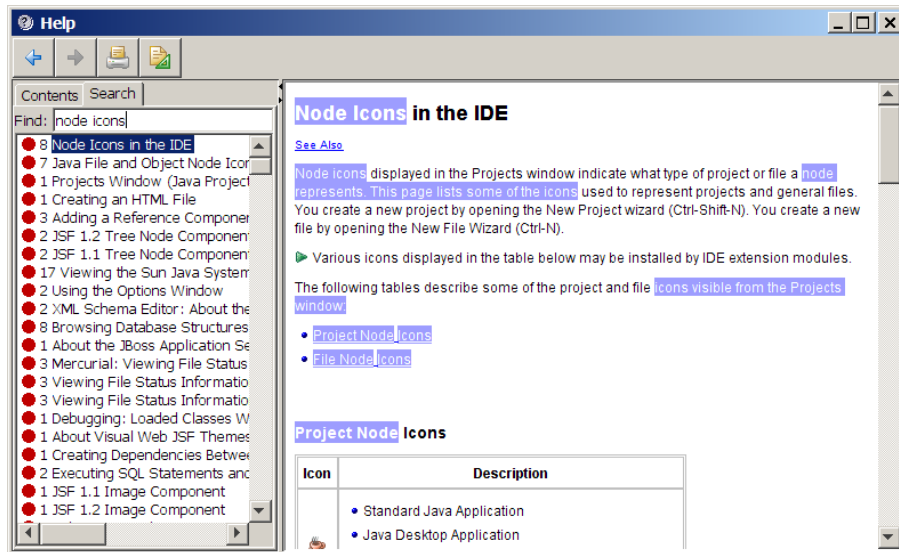 Help
Contents Search
Find: node icons
8 Node Icons in the IDE
7 Java File and Object Node Icon
1 Projects Window (Java Project
1 Creating an HTML File
3 Adding a Reference Componen
2 JSF 1.2 Tree Node Component
2 JSF 1.1 Tree Node Component
17 Viewing the Sun Java System
2 Using the Options Window
2 XML Schema Editor: About the
8 Browsing Database Structures
1 About the JBoss Application Se
3 Mercurial: Viewing File Status
3 Viewing File Status Informatio
3 Viewing File Status Informatio
1 Debugging: Loaded Classes W
1 About Visual Web JSF Themes
1 Creating Dependencies Betwee
2 Executing SQL Statements and
1 JSF 1.1 Image Component
1 JSF 1.2 Image Component
Node Icons in the IDE
See Also
Node icons displayed in the Projects window indicate what type of project or file a node
represents. This page lists some of the icons used to represent projects and general files.
You create a new project by opening the New Project wizard (Ctrl-Shift-N). You create a new
file by opening the New File Wizard (Ctrl-N).
Various icons displayed in the table below may be installed by IDE extension modules.
The following tables describe some of the project and file icons visible from the Projects
window:
Project Node Icons
File Node Icons
Project Node Icons
Icon Description
Standard Java Application
Java Desktop Application